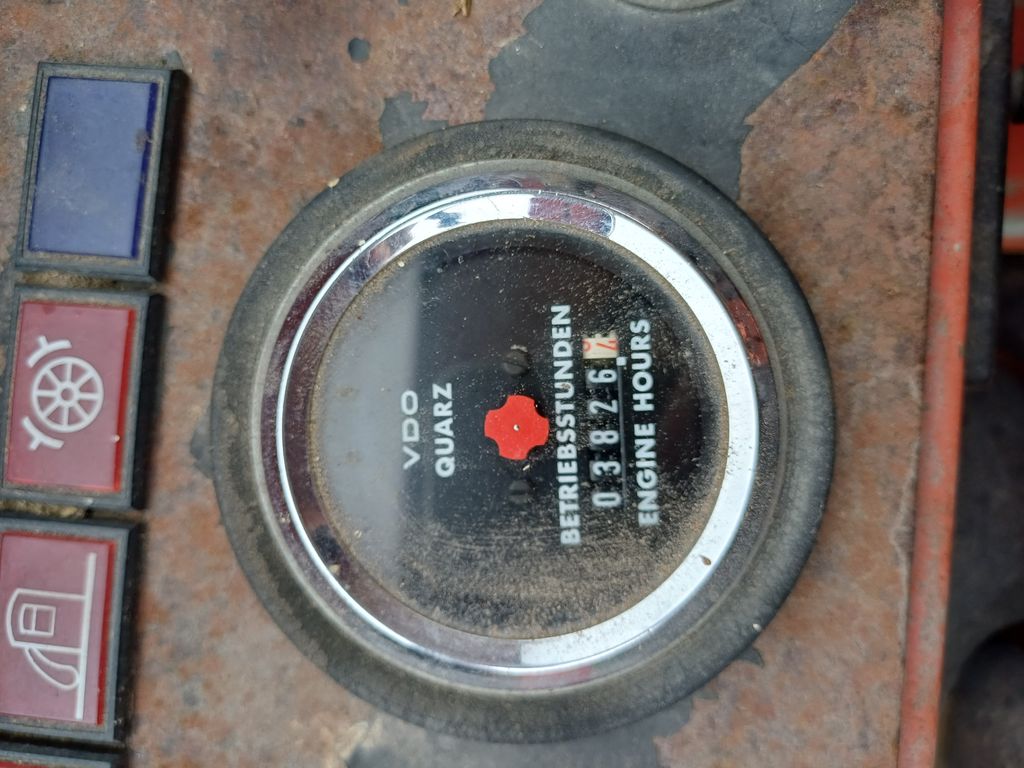 VDO
QUARZ
BETRIEBSSTUNDEN
03826
ENGINE HOURS